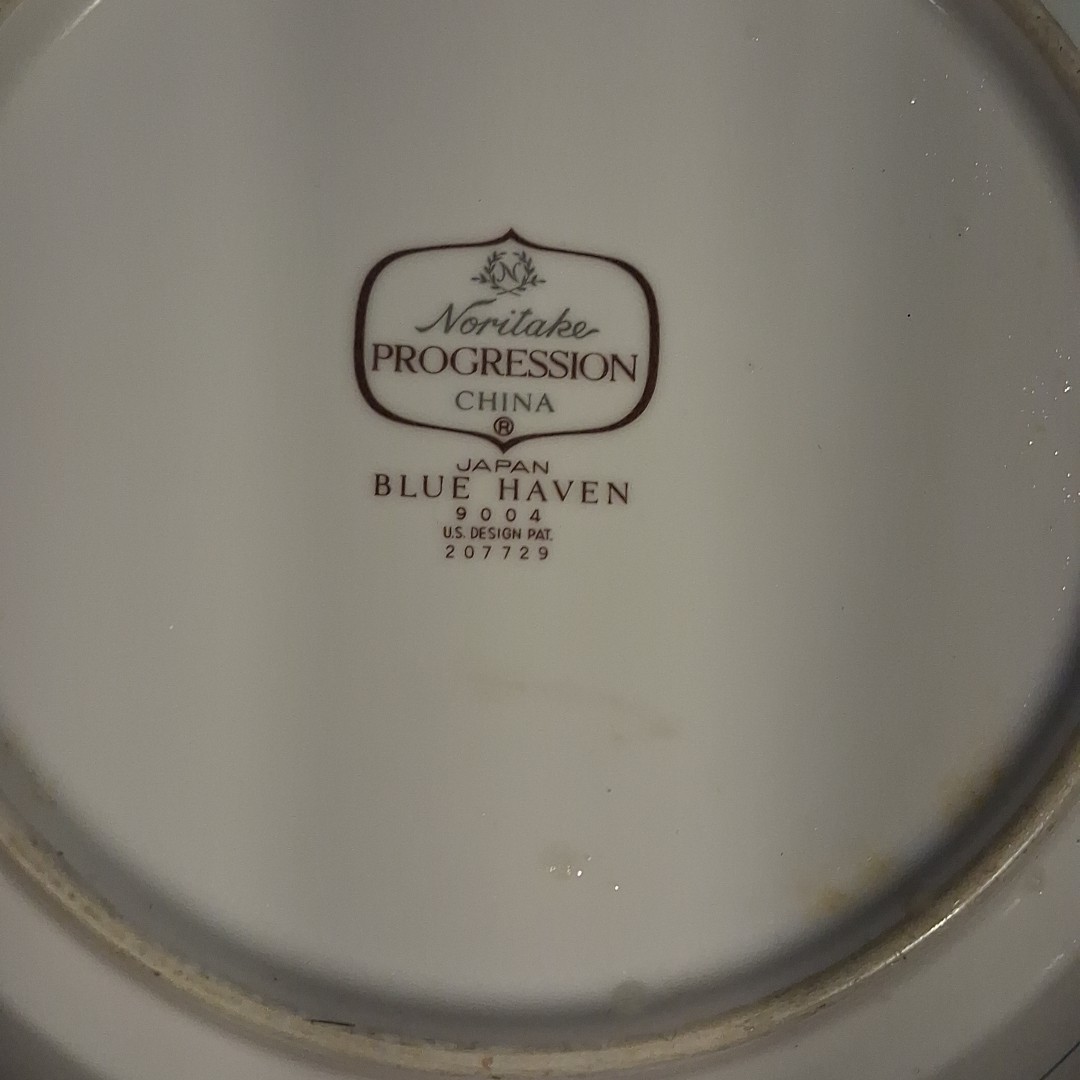 N
Noritake
PROGRESSION
CHINA
®
JAPAN
BLUE HAVEN
9004
U.S. DESIGN PAT.
207729